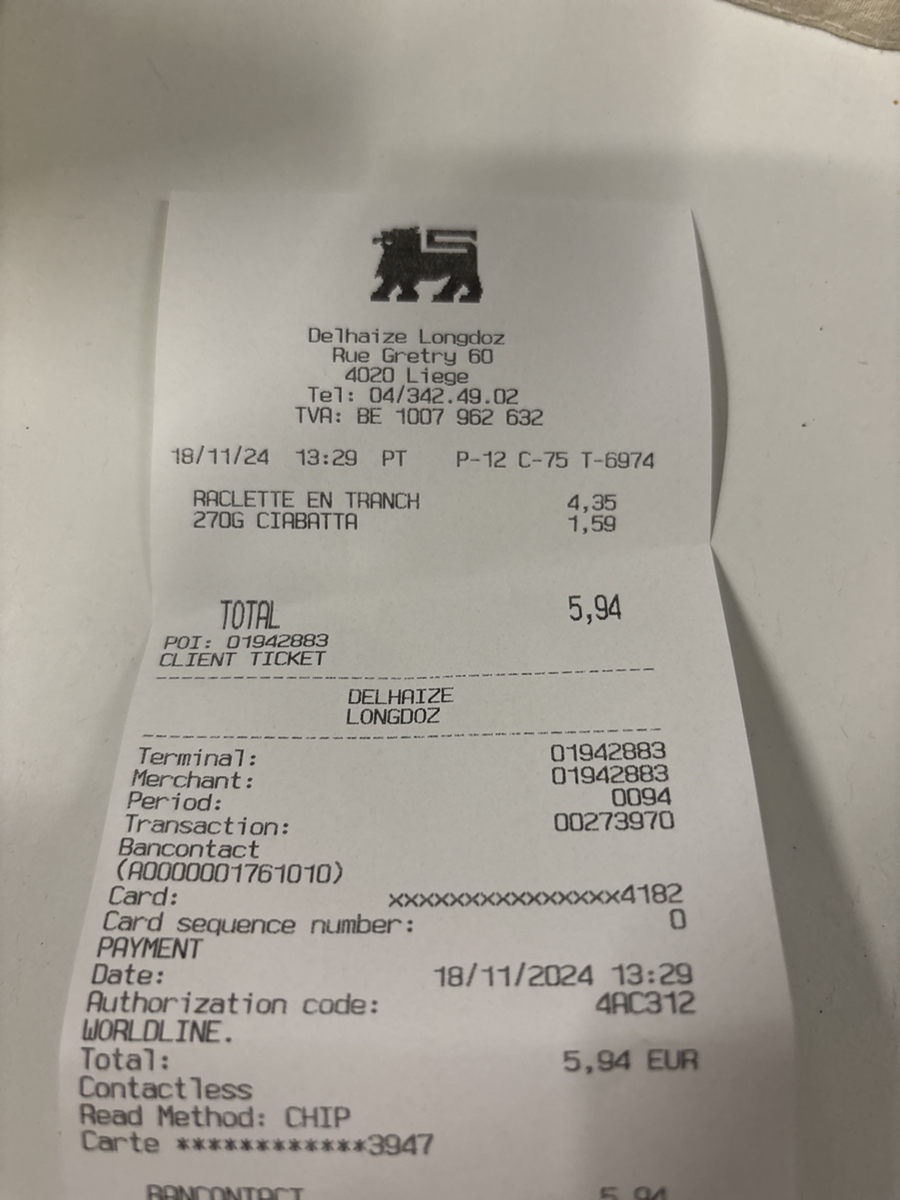 Delhaize Longdoz
Rue Gretry 60
4020 Liege
Tel: 04/342.49.02
TVA: BE 1007 962 632
18/11/24 13:29 PT P-12 C-75 T-6974
RACLETTE EN TRANCH 4,35
270G CIABATTA 1,59
TOTAL 5,94
POI: 01942883
CLIENT TICKET
DELHAIZE
LONGDOZ
Terminal: 01942883
Merchant: 01942883
Period: 0094
Transaction: 00273970
Bancontact
(A0000001761010)
Card: xxxxxxxxxxxxxxxx4182
Card sequence number: 0
PAYMENT
Date: 18/11/2024 13:29
Authorization code: 4AC312
WORLDLINE.
Total: 5,94 EUR
Contactless
Read Method: CHIP
Carte ************3947
BANCONTACT 5,94